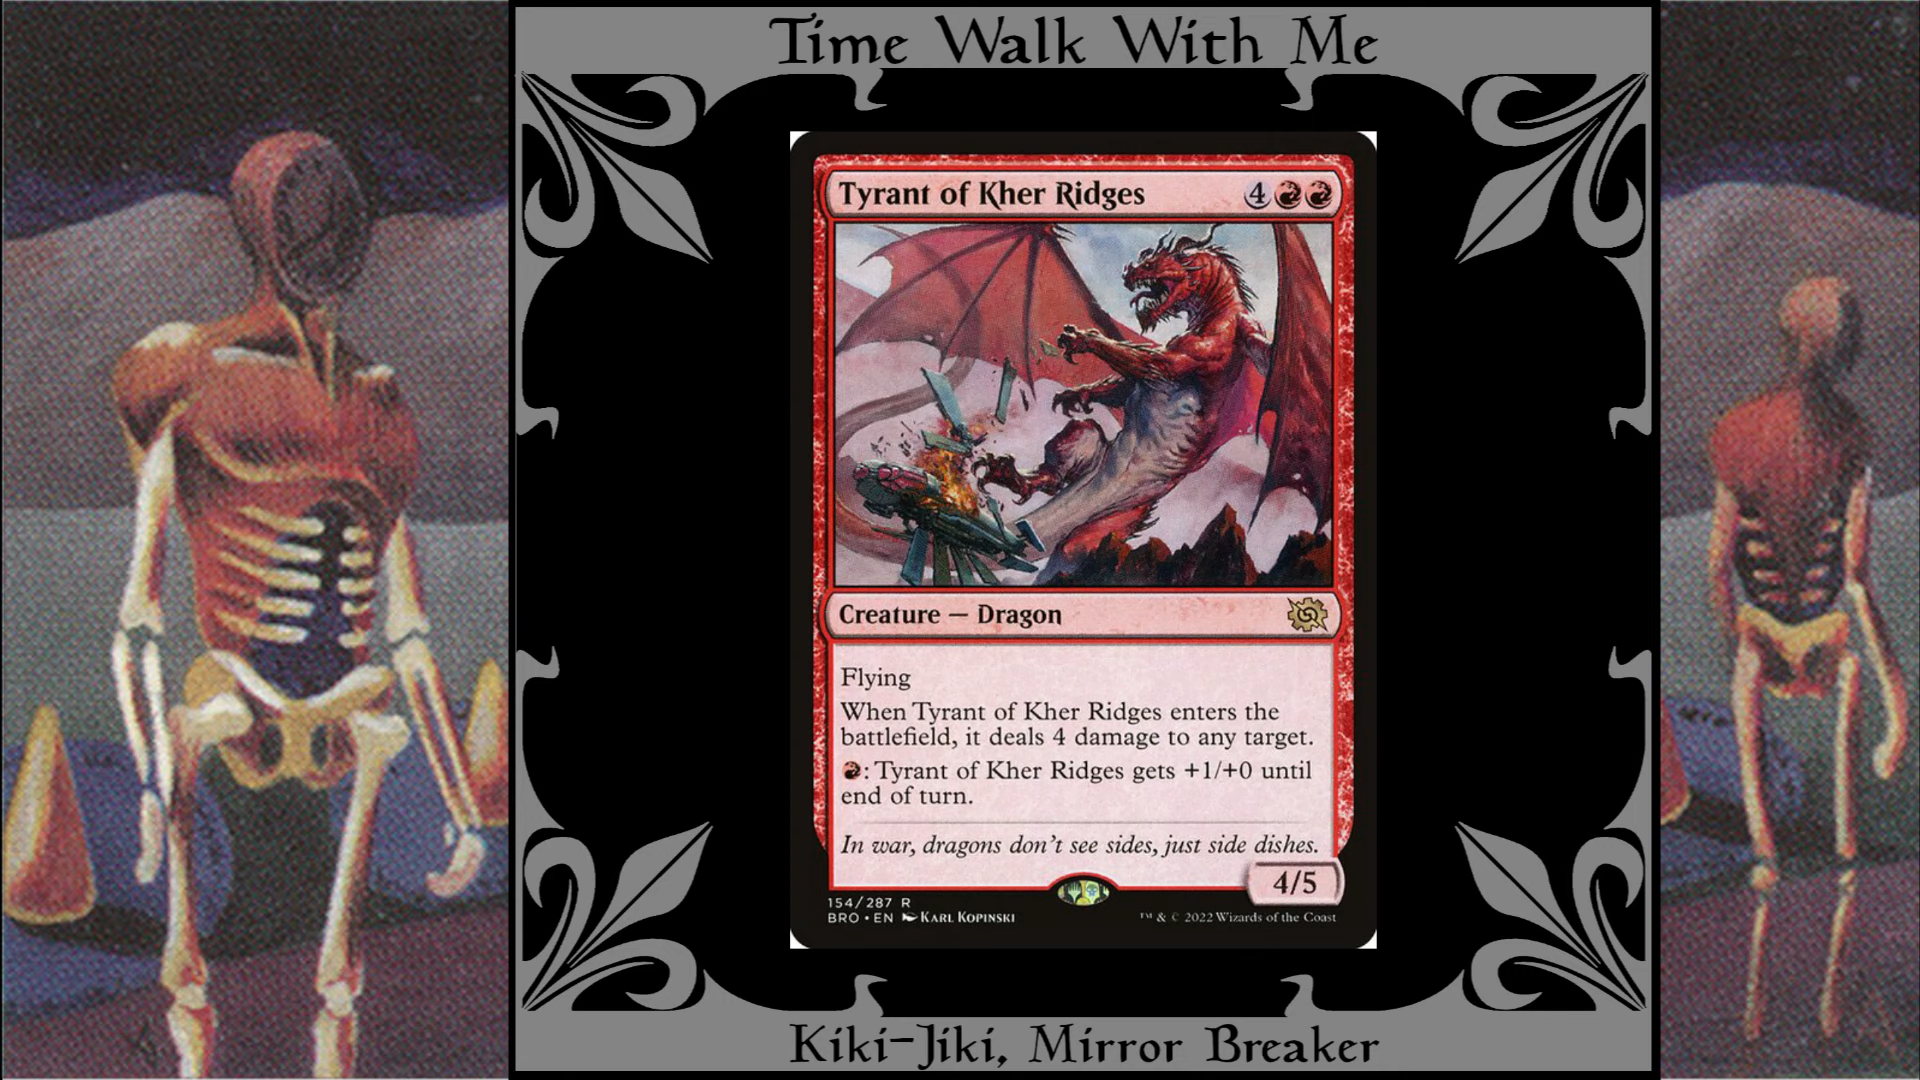 Time Walk With Me
Tyrant of Kher Ridges 4
Creature — Dragon
Flying
When Tyrant of Kher Ridges enters the
battlefield, it deals 4 damage to any target.
: Tyrant of Kher Ridges gets +1/+0 until
end of turn.
In war, dragons don't see sides, just side dishes.
4/5
154/287 R
BRO • EN Karl Kopinski
™ & © 2022 Wizards of the Coast
Kiki-Jiki, Mirror Breaker